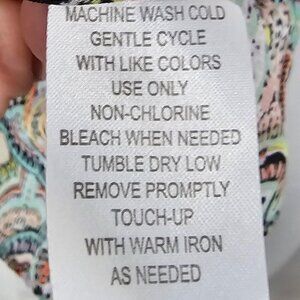 MACHINE WASH COLD
GENTLE CYCLE
WITH LIKE COLORS
USE ONLY
NON-CHLORINE
BLEACH WHEN NEEDED
TUMBLE DRY LOW
REMOVE PROMPTLY
TOUCH-UP
WITH WARM IRON
AS NEEDED